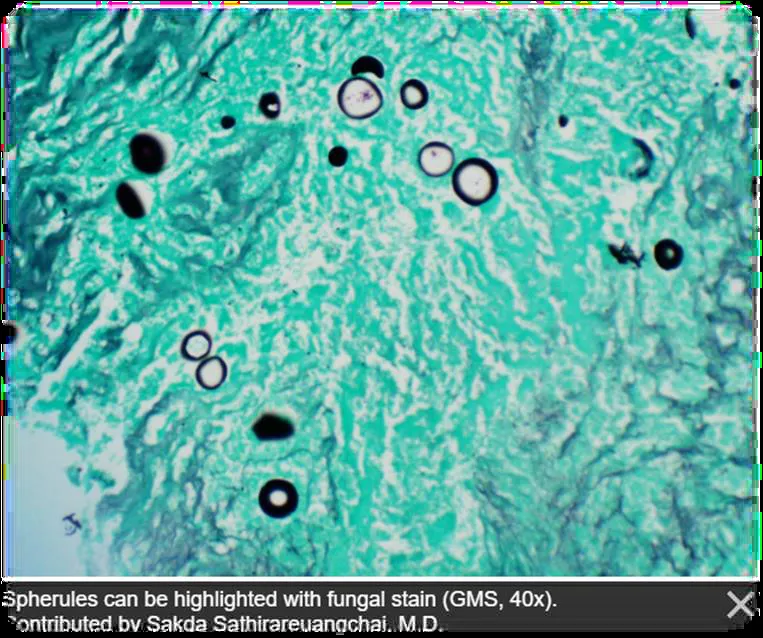 Spherules can be highlighted with fungal stain (GMS, 40x).
Contributed by Sakda Sathirareuangchai, M.D.